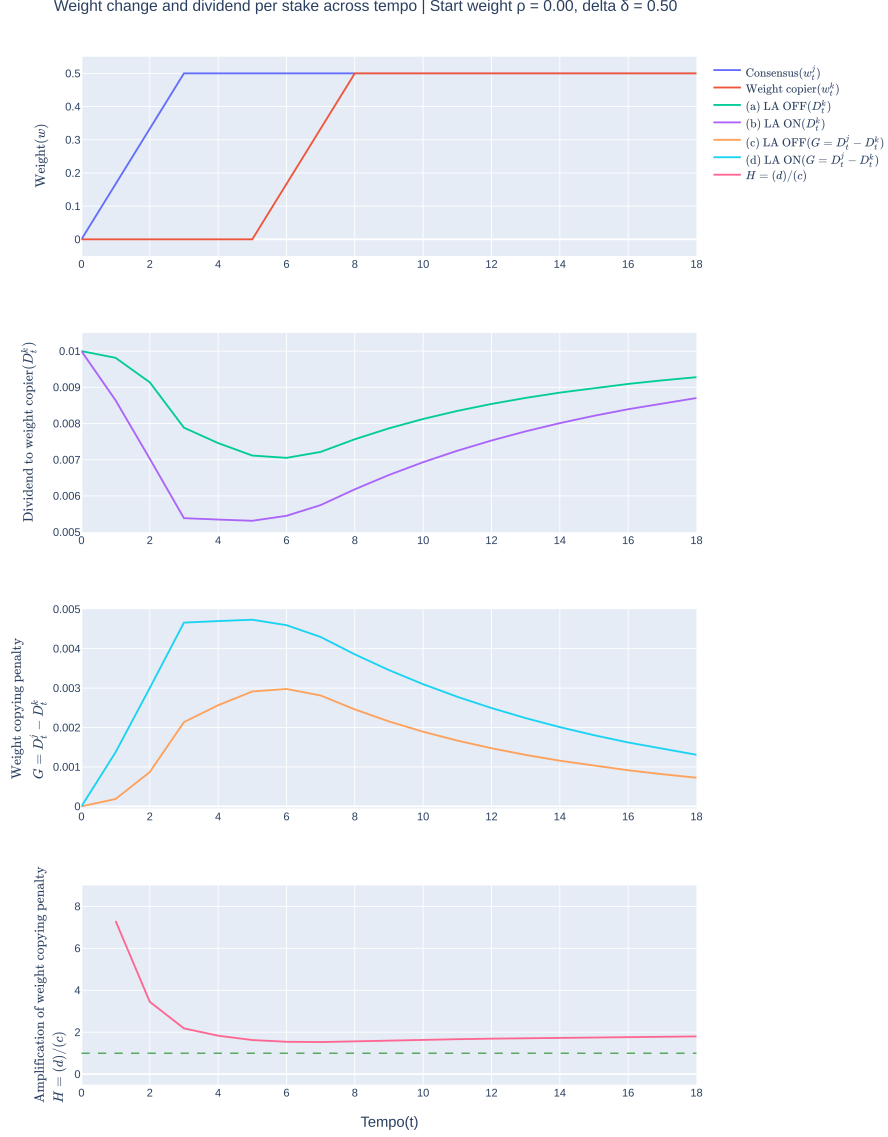 Weight change and dividend per stake across tempo | Start weight ρ = 0.00, delta δ = 0.50
Weight(w)
0.5
0.4
0.3
0.2
0.1
0
0 2 4 6 8 10 12 14 16 18
Consensus(w_t^j)
Weight copier(w_t^k)
(a) LA OFF(D_t^k)
(b) LA ON(D_t^k)
(c) LA OFF(G = D_t^j − D_t^k)
(d) LA ON(G = D_t^j − D_t^k)
H = (d)/(c)
Dividend to weight copier(D_t^k)
0.01
0.009
0.008
0.007
0.006
0.005
0 2 4 6 8 10 12 14 16 18
Weight copying penalty
G = D_t^j − D_t^k
0.005
0.004
0.003
0.002
0.001
0
0 2 4 6 8 10 12 14 16 18
Amplification of weight copying penalty
H = (d)/(c)
8
6
4
2
0
0 2 4 6 8 10 12 14 16 18
Tempo(t)